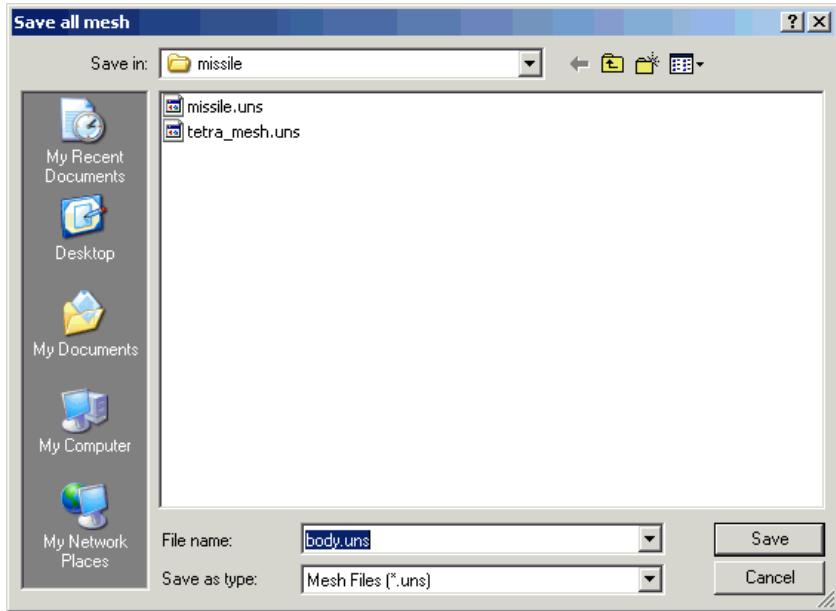 Save all mesh
Save in:
missile
missile.uns
tetra_mesh.uns
My Recent
Documents
Desktop
My Documents
My Computer
My Network
Places
File name:
body.uns
Save
Save as type:
Mesh Files (*.uns)
Cancel